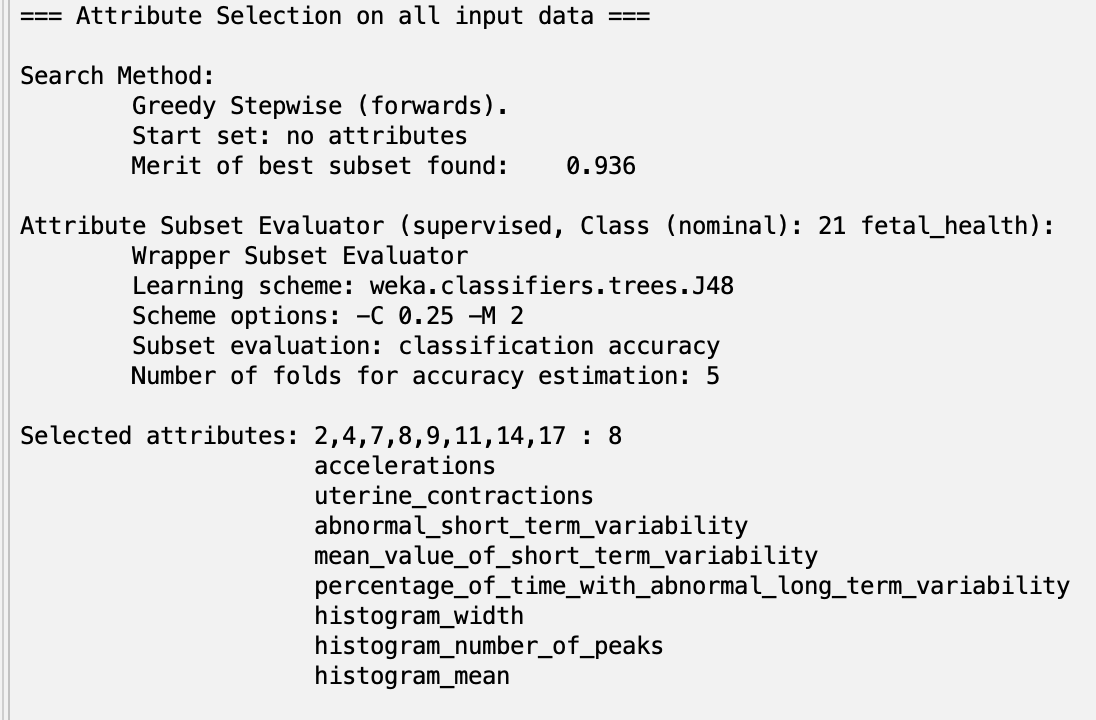 === Attribute Selection on all input data ===
Search Method:
Greedy Stepwise (forwards).
Start set: no attributes
Merit of best subset found:    0.936
Attribute Subset Evaluator (supervised, Class (nominal): 21 fetal_health):
Wrapper Subset Evaluator
Learning scheme: weka.classifiers.trees.J48
Scheme options: -C 0.25 -M 2
Subset evaluation: classification accuracy
Number of folds for accuracy estimation: 5
Selected attributes: 2,4,7,8,9,11,14,17 : 8
accelerations
uterine_contractions
abnormal_short_term_variability
mean_value_of_short_term_variability
percentage_of_time_with_abnormal_long_term_variability
histogram_width
histogram_number_of_peaks
histogram_mean